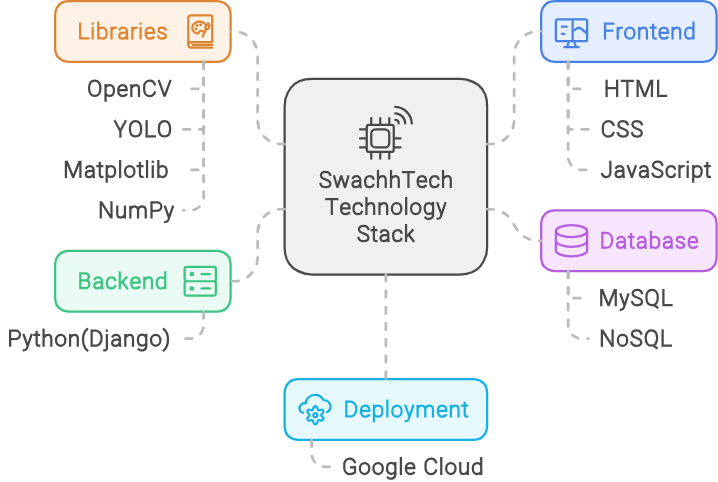 Libraries
OpenCV
YOLO
Matplotlib
NumPy
Backend
Python(Django)
SwachhTech
Technology
Stack
Frontend
HTML
CSS
JavaScript
Database
MySQL
NoSQL
Deployment
Google Cloud